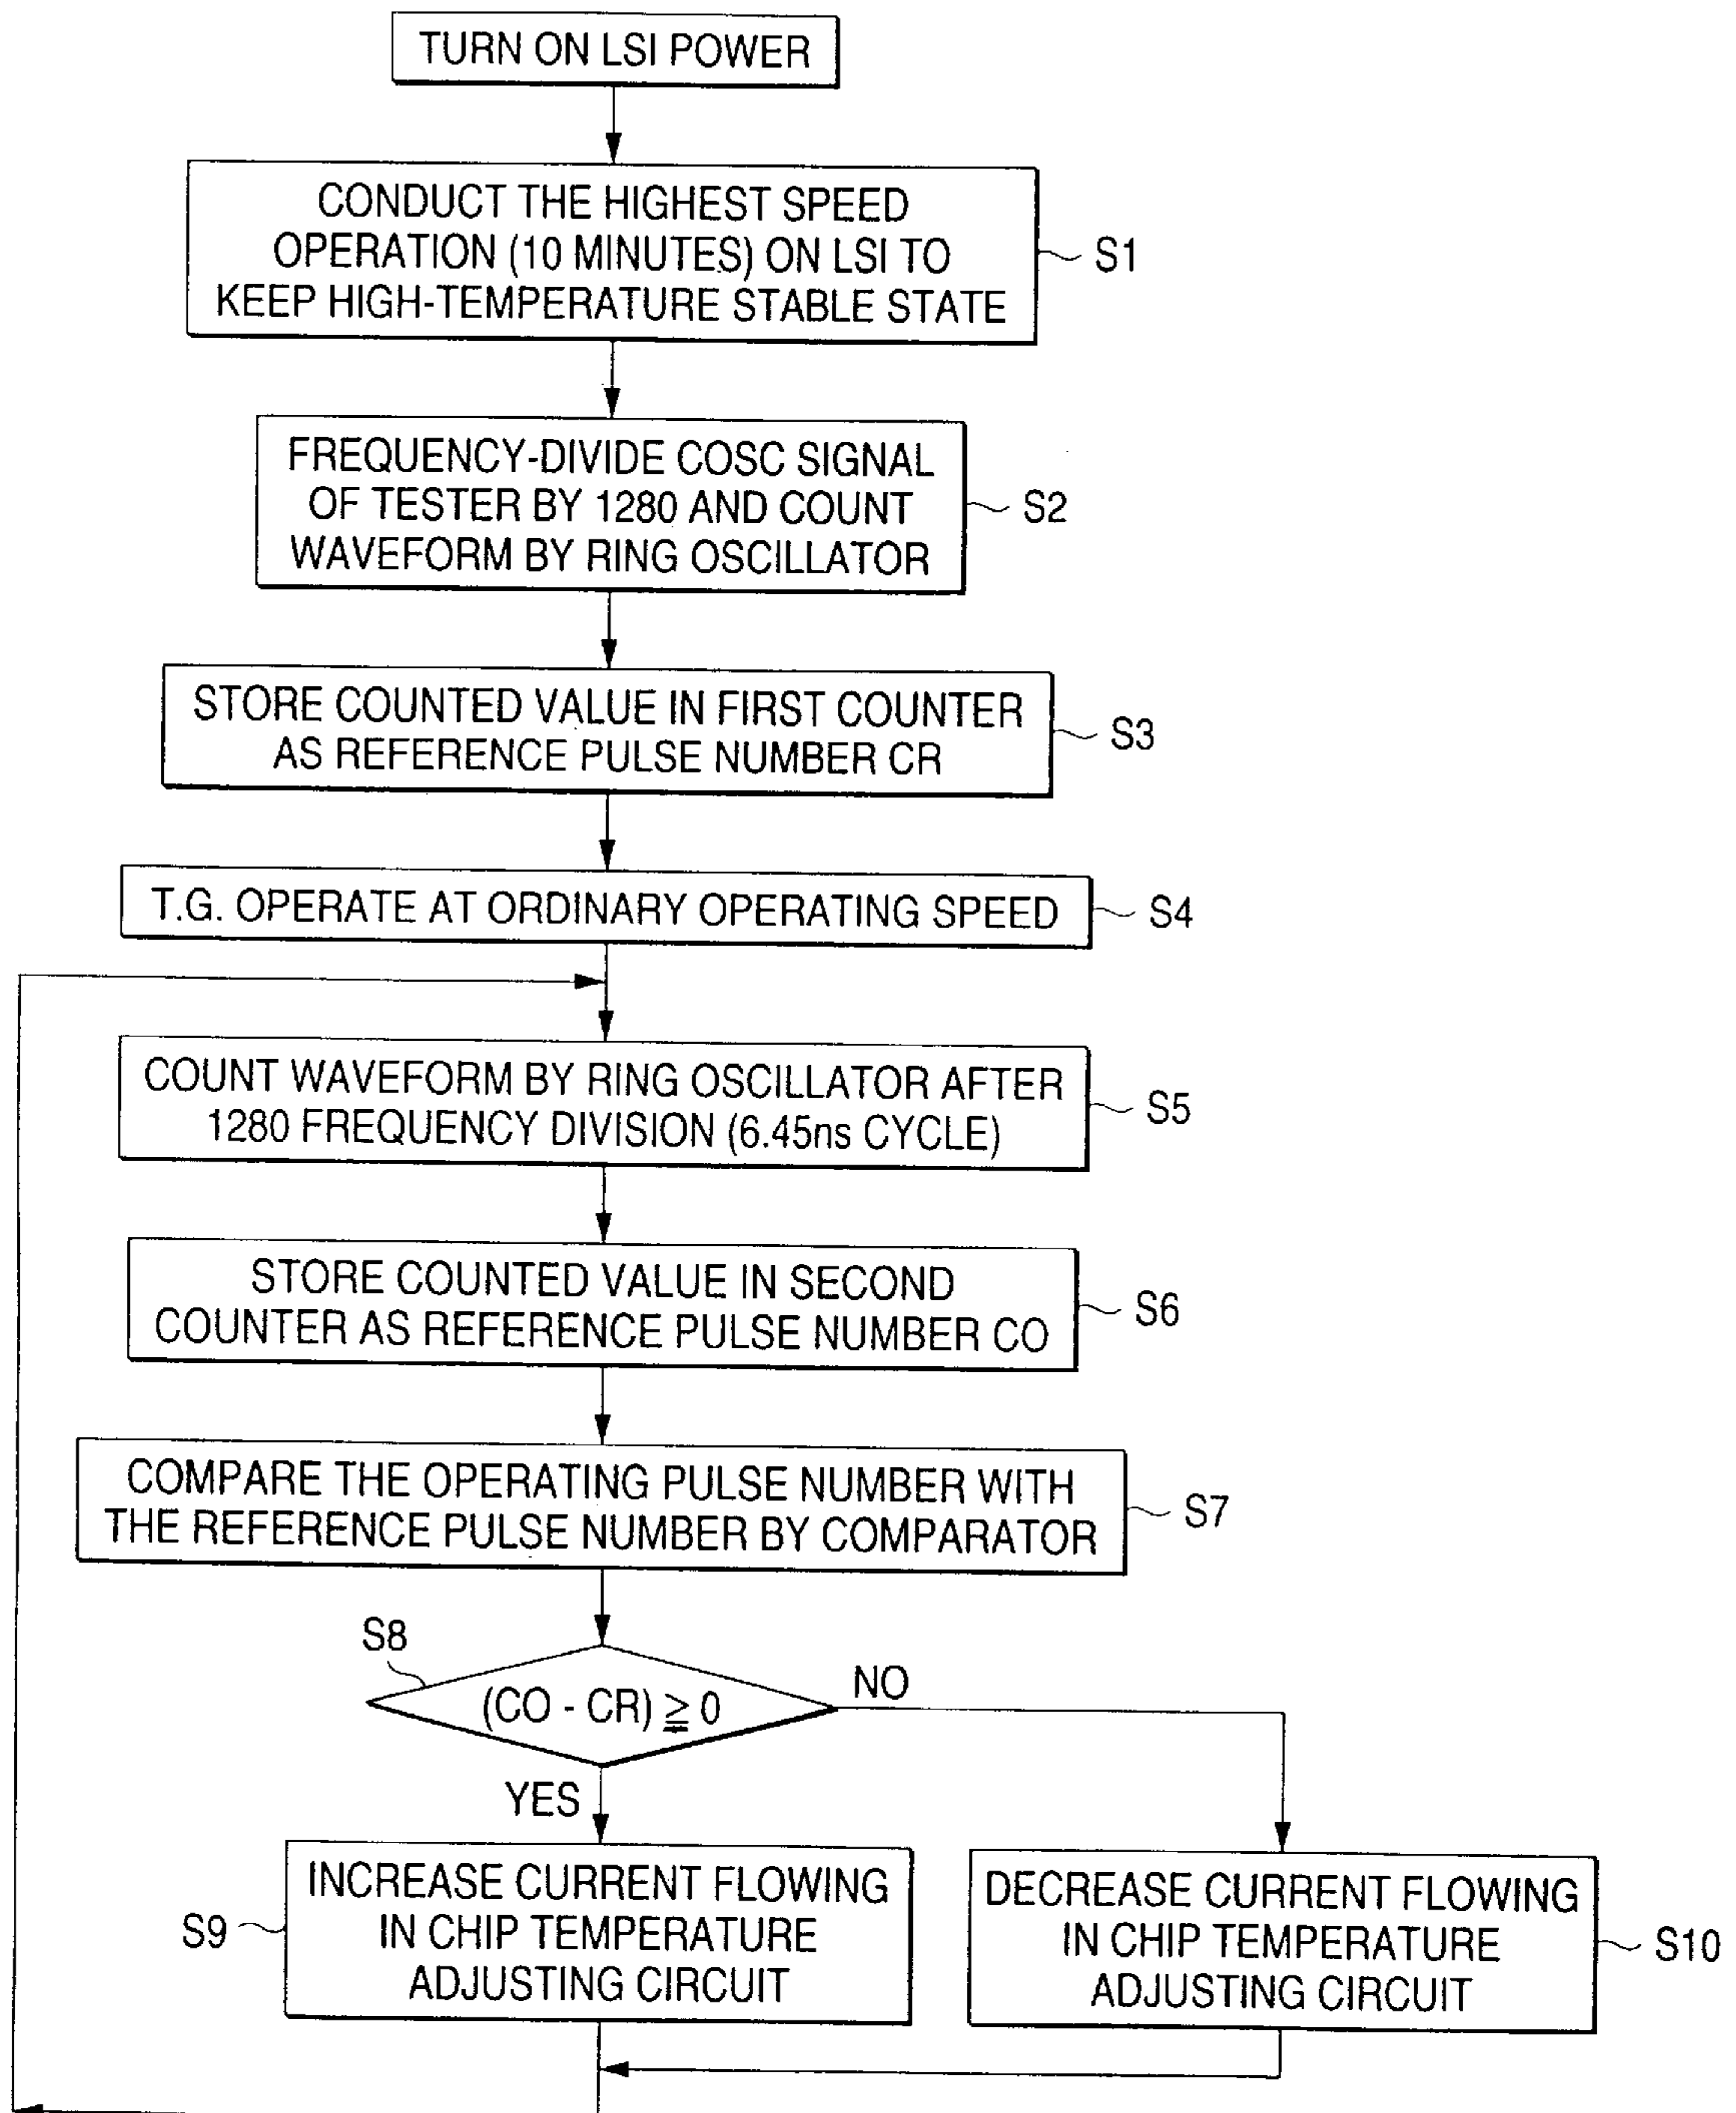 TURN ON LSI POWER
CONDUCT THE HIGHEST SPEED
OPERATION (10 MINUTES) ON LSI TO
KEEP HIGH-TEMPERATURE STABLE STATE
S1
FREQUENCY-DIVIDE COSC SIGNAL
OF TESTER BY 1280 AND COUNT
WAVEFORM BY RING OSCILLATOR
S2
STORE COUNTED VALUE IN FIRST COUNTER
AS REFERENCE PULSE NUMBER CR
S3
T.G. OPERATE AT ORDINARY OPERATING SPEED
S4
COUNT WAVEFORM BY RING OSCILLATOR AFTER
1280 FREQUENCY DIVISION (6.45ns CYCLE)
S5
STORE COUNTED VALUE IN SECOND
COUNTER AS REFERENCE PULSE NUMBER CO
S6
COMPARE THE OPERATING PULSE NUMBER WITH
THE REFERENCE PULSE NUMBER BY COMPARATOR
S7
S8
(CO - CR) ≧ 0
NO
YES
INCREASE CURRENT FLOWING
IN CHIP TEMPERATURE
ADJUSTING CIRCUIT
S9
DECREASE CURRENT FLOWING
IN CHIP TEMPERATURE
ADJUSTING CIRCUIT
S10